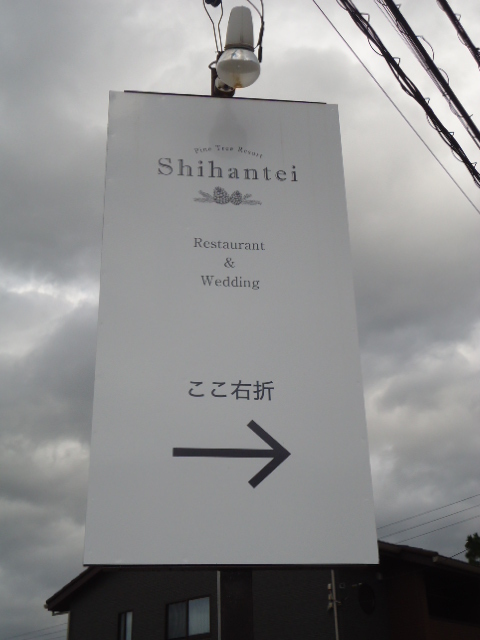 Pine Tree Resort
Shihantei
Restaurant
&
Wedding
ここ右折